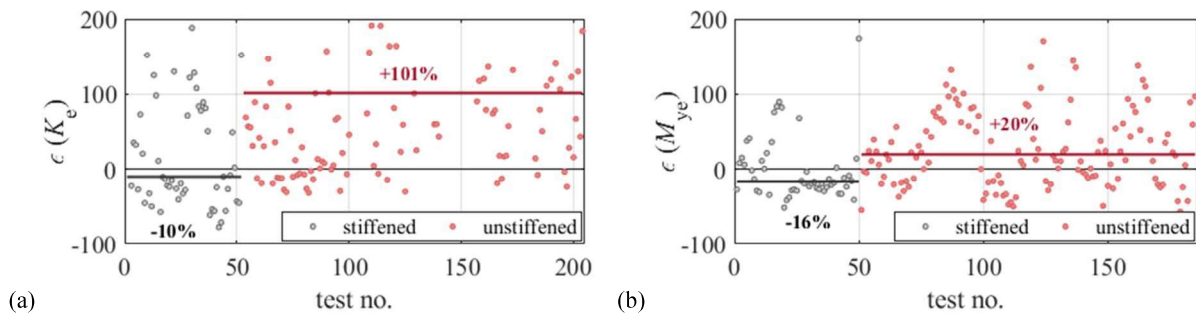 (a)
ϵ (Ke)
200
100
0
-100
+101%
-10%
stiffened
unstiffened
0
50
100
150
200
test no.
(b)
ϵ (Mye)
200
100
0
-100
+20%
-16%
stiffened
unstiffened
0
50
100
150
test no.